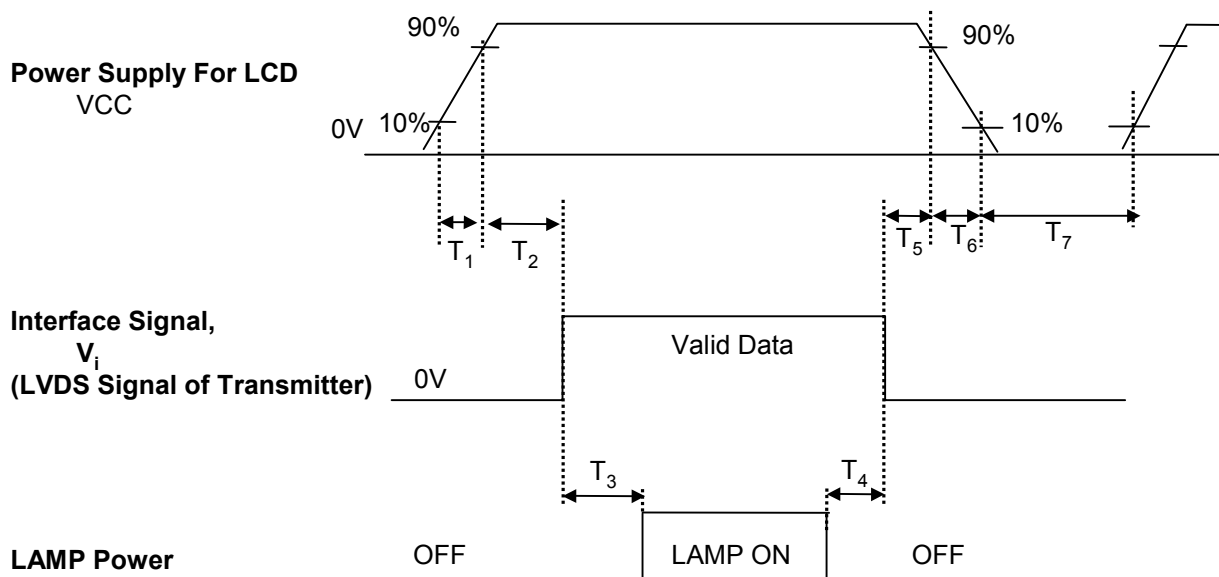 90%
90%
Power Supply For LCD
VCC
0V
10%
10%
T1
T2
T5
T6
T7
Interface Signal,
Vi
(LVDS Signal of Transmitter)
Valid Data
0V
T3
T4
LAMP Power
OFF
LAMP ON
OFF